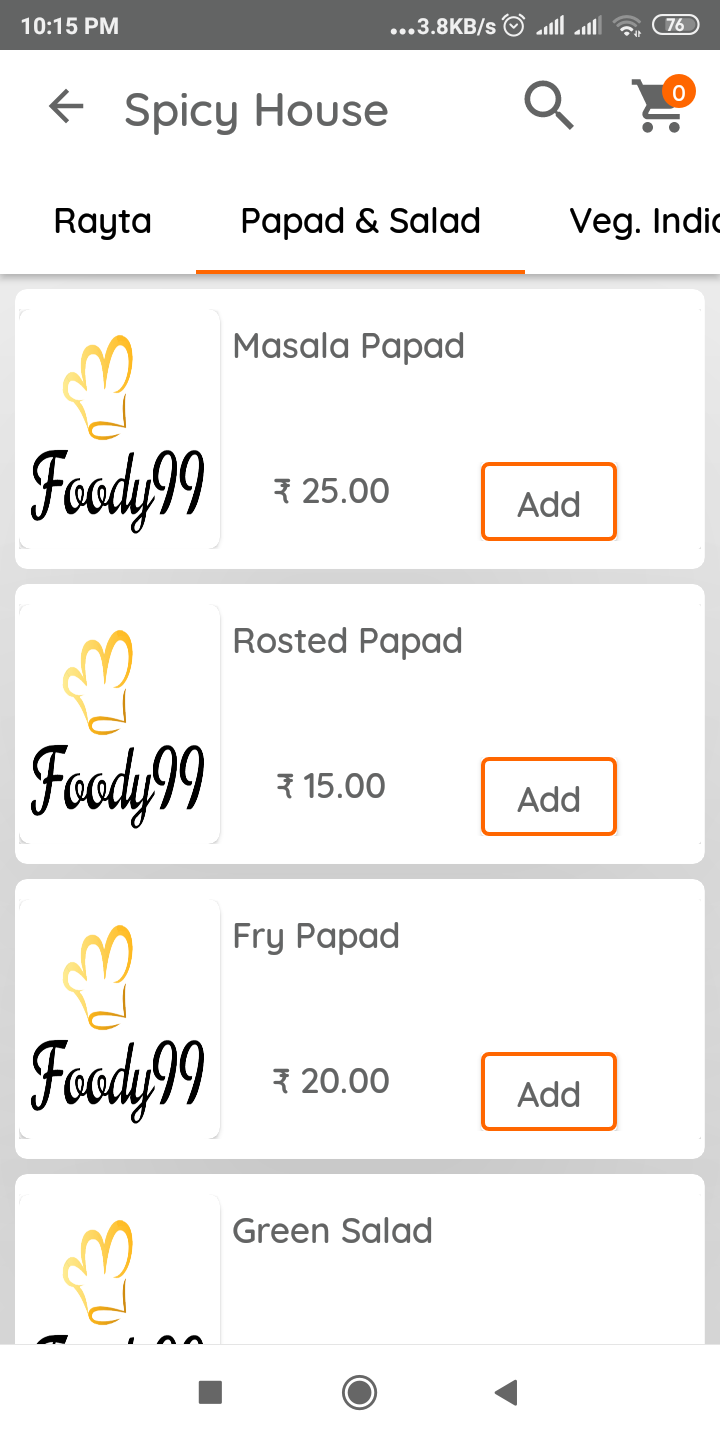 10:15 PM ...3.8KB/s 76
Spicy House 0
Rayta Papad & Salad Veg. Indic
Masala Papad
Foody99
₹ 25.00 Add
Rosted Papad
Foody99
₹ 15.00 Add
Fry Papad
Foody99
₹ 20.00 Add
Green Salad